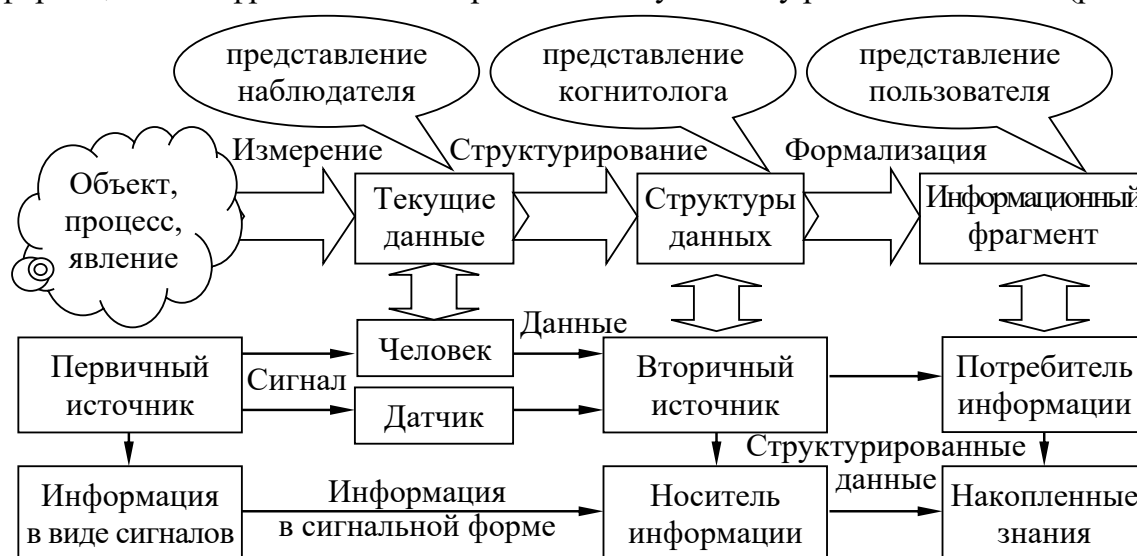 представление
наблюдателя
представление
когнитолога
представление
пользователя
Измерение
Структурирование
Формализация
Объект,
процесс,
явление
Текущие
данные
Структуры
данных
Информационный
фрагмент
Данные
Человек
Первичный
источник
Сигнал
Датчик
Вторичный
источник
Потребитель
информации
Структурированные
данные
Информация
в виде сигналов
Информация
в сигнальной форме
Носитель
информации
Накопленные
знания